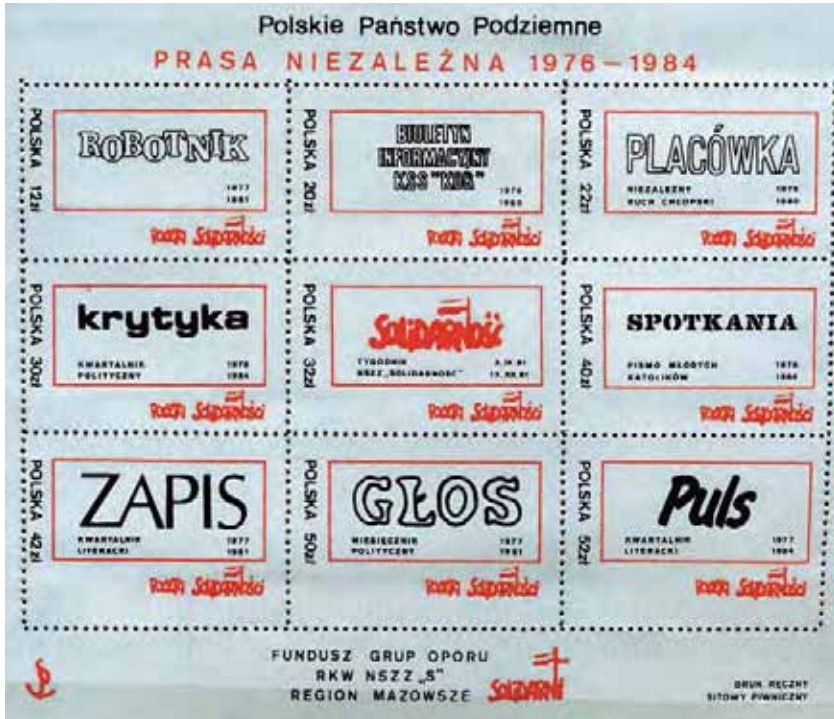 Polskie Państwo Podziemne
PRASA NIEZALEŻNA 1976–1984
POLSKA 12zł
ROBOTNIK
1977
1981
Poczta Solidarności
POLSKA 20zł
BIULETYN
INFORMACYJNY
KSS "KOR"
1976
1980
Poczta Solidarności
POLSKA 22zł
PLACÓWKA
NIEZALEŻNY 1979
RUCH CHŁOPSKI 1980
Poczta Solidarności
POLSKA 30zł
krytyka
KWARTALNIK 1978
POLITYCZNY 1984
Poczta Solidarności
POLSKA 32zł
SOLIDARNOŚĆ
TYGODNIK 3.IV.81
NSZZ „SOLIDARNOŚĆ" 13.XII.81
Poczta Solidarności
POLSKA 40zł
SPOTKANIA
PISMO MŁODYCH 1978
KATOLIKÓW 1984
Poczta Solidarności
POLSKA 42zł
ZAPIS
KWARTALNIK 1977
LITERACKI 1981
Poczta Solidarności
POLSKA 50zł
GŁOS
MIESIĘCZNIK 1977
POLITYCZNY 1981
Poczta Solidarności
POLSKA 52zł
Puls
KWARTALNIK 1977
LITERACKI 1984
Poczta Solidarności
FUNDUSZ GRUP OPORU
RKW NSZZ „S"
REGION MAZOWSZE
SOLIDARNI
DRUK RĘCZNY
SITOWY PIWNICZNY